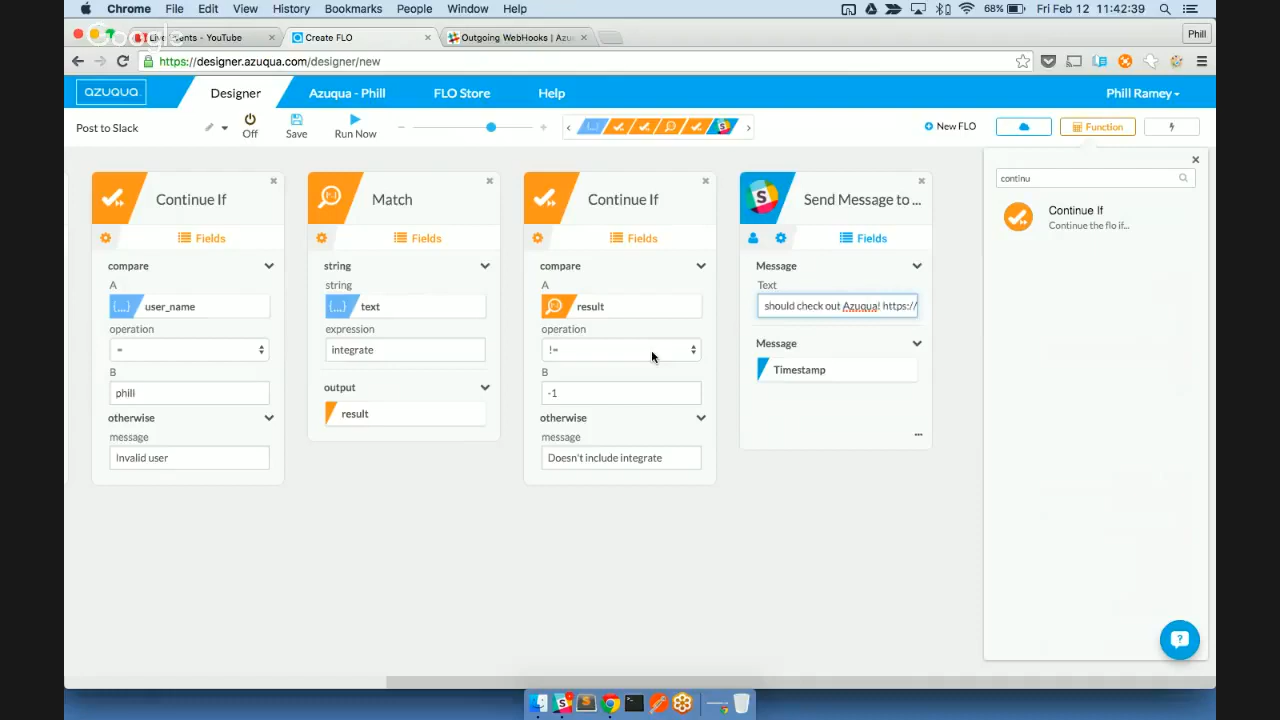 Chrome File Edit View History Bookmarks People Window Help
68% Fri Feb 12 11:42:39
Google
Live Events - YouTube
Create FLO
Outgoing WebHooks | Azu
Phill
https://designer.azuqua.com/designer/new
azuqua.
Designer
Azuqua - Phill
FLO Store
Help
Phill Ramey
Post to Slack
Off
Save
Run Now
New FLO
Function
continu
Continue If
Continue the flo if...
Continue If
Fields
compare
A
user_name
operation
=
B
phill
otherwise
message
Invalid user
Match
Fields
string
string
text
expression
integrate
output
result
Continue If
Fields
compare
A
result
operation
!=
B
-1
otherwise
message
Doesn't include integrate
Send Message to ...
Fields
Message
Text
should check out Azuqua! https://
Message
Timestamp